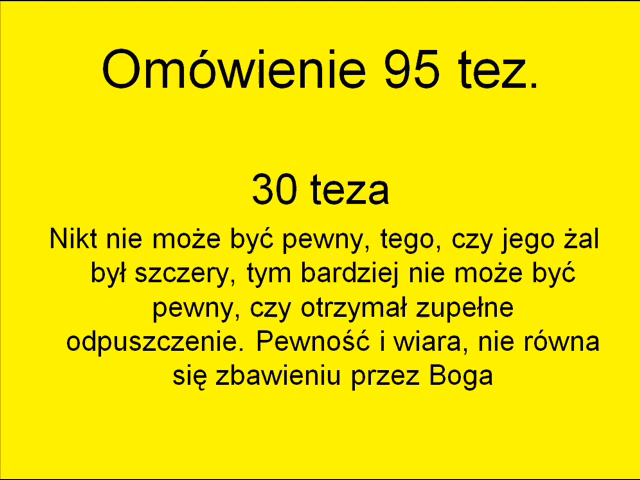 Omówienie 95 tez.
30 teza
Nikt nie może być pewny, tego, czy jego żal
był szczery, tym bardziej nie może być
pewny, czy otrzymał zupełne
odpuszczenie. Pewność i wiara, nie równa
się zbawieniu przez Boga